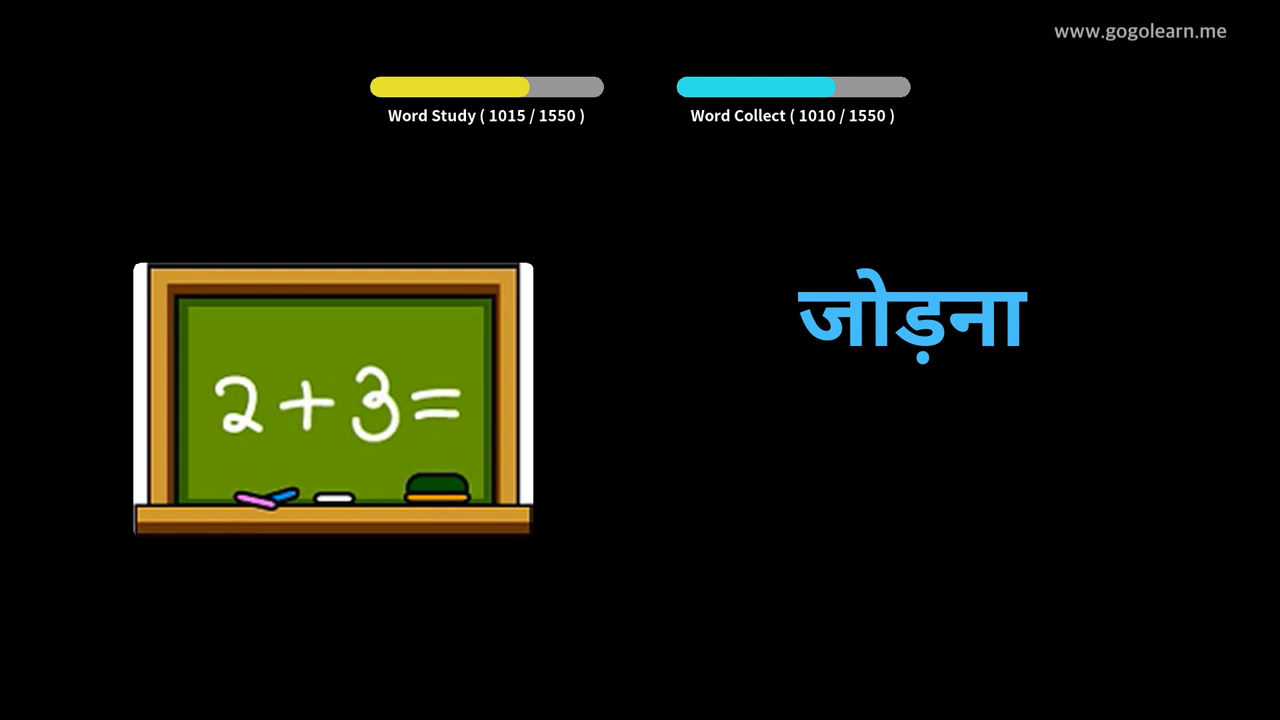 www.gogolearn.me
Word Study ( 1015 / 1550 )
Word Collect ( 1010 / 1550 )
2 + 3 =
जोड़ना